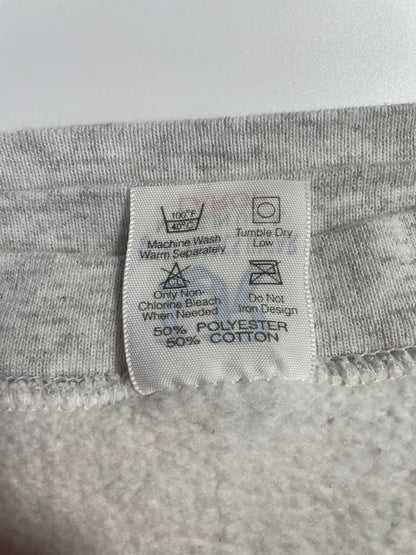 100°F
40°C
Machine Wash
Warm Separately
Tumble Dry
Low
Only Non-
Chlorine Bleach
When Needed
Do Not
Iron Design
50% POLYESTER
50% COTTON